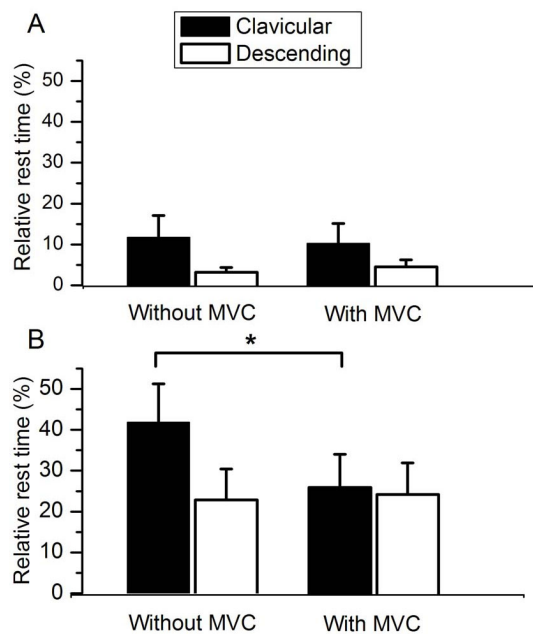 A
Clavicular
Descending
Relative rest time (%)
50
40
30
20
10
0
Without MVC
With MVC
B
*
Relative rest time (%)
50
40
30
20
10
0
Without MVC
With MVC